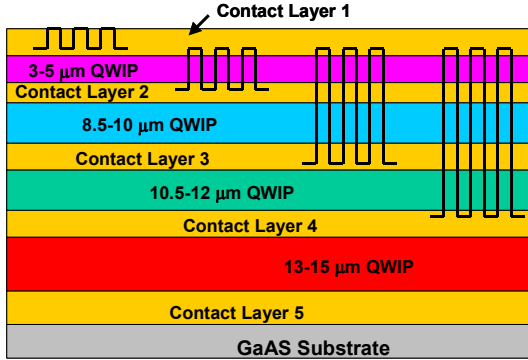 Contact Layer 1
3-5 μm QWIP
Contact Layer 2
8.5-10 μm QWIP
Contact Layer 3
10.5-12 μm QWIP
Contact Layer 4
13-15 μm QWIP
Contact Layer 5
GaAS Substrate